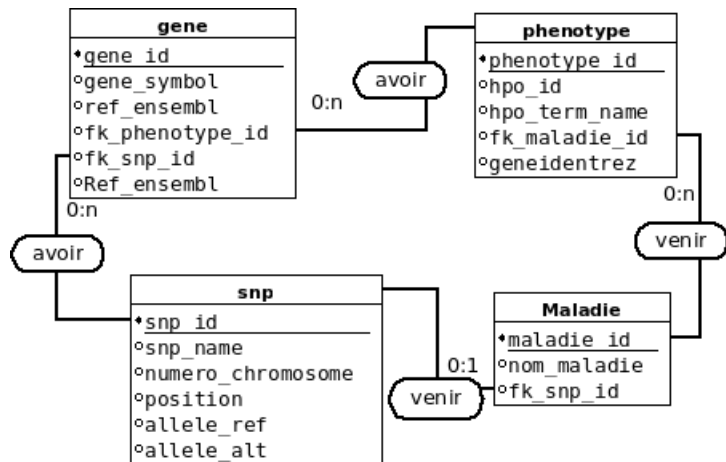 gene
gene_id
gene_symbol
ref_ensembl
fk_phenotype_id
fk_snp_id
Ref_ensembl
avoir
0:n
phenotype
phenotype_id
hpo_id
hpo_term_name
fk_maladie_id
geneidentrez
0:n
avoir
0:n
venir
snp
snp_id
snp_name
numero_chromosome
position
allele_ref
allele_alt
0:1
venir
Maladie
maladie_id
nom_maladie
fk_snp_id